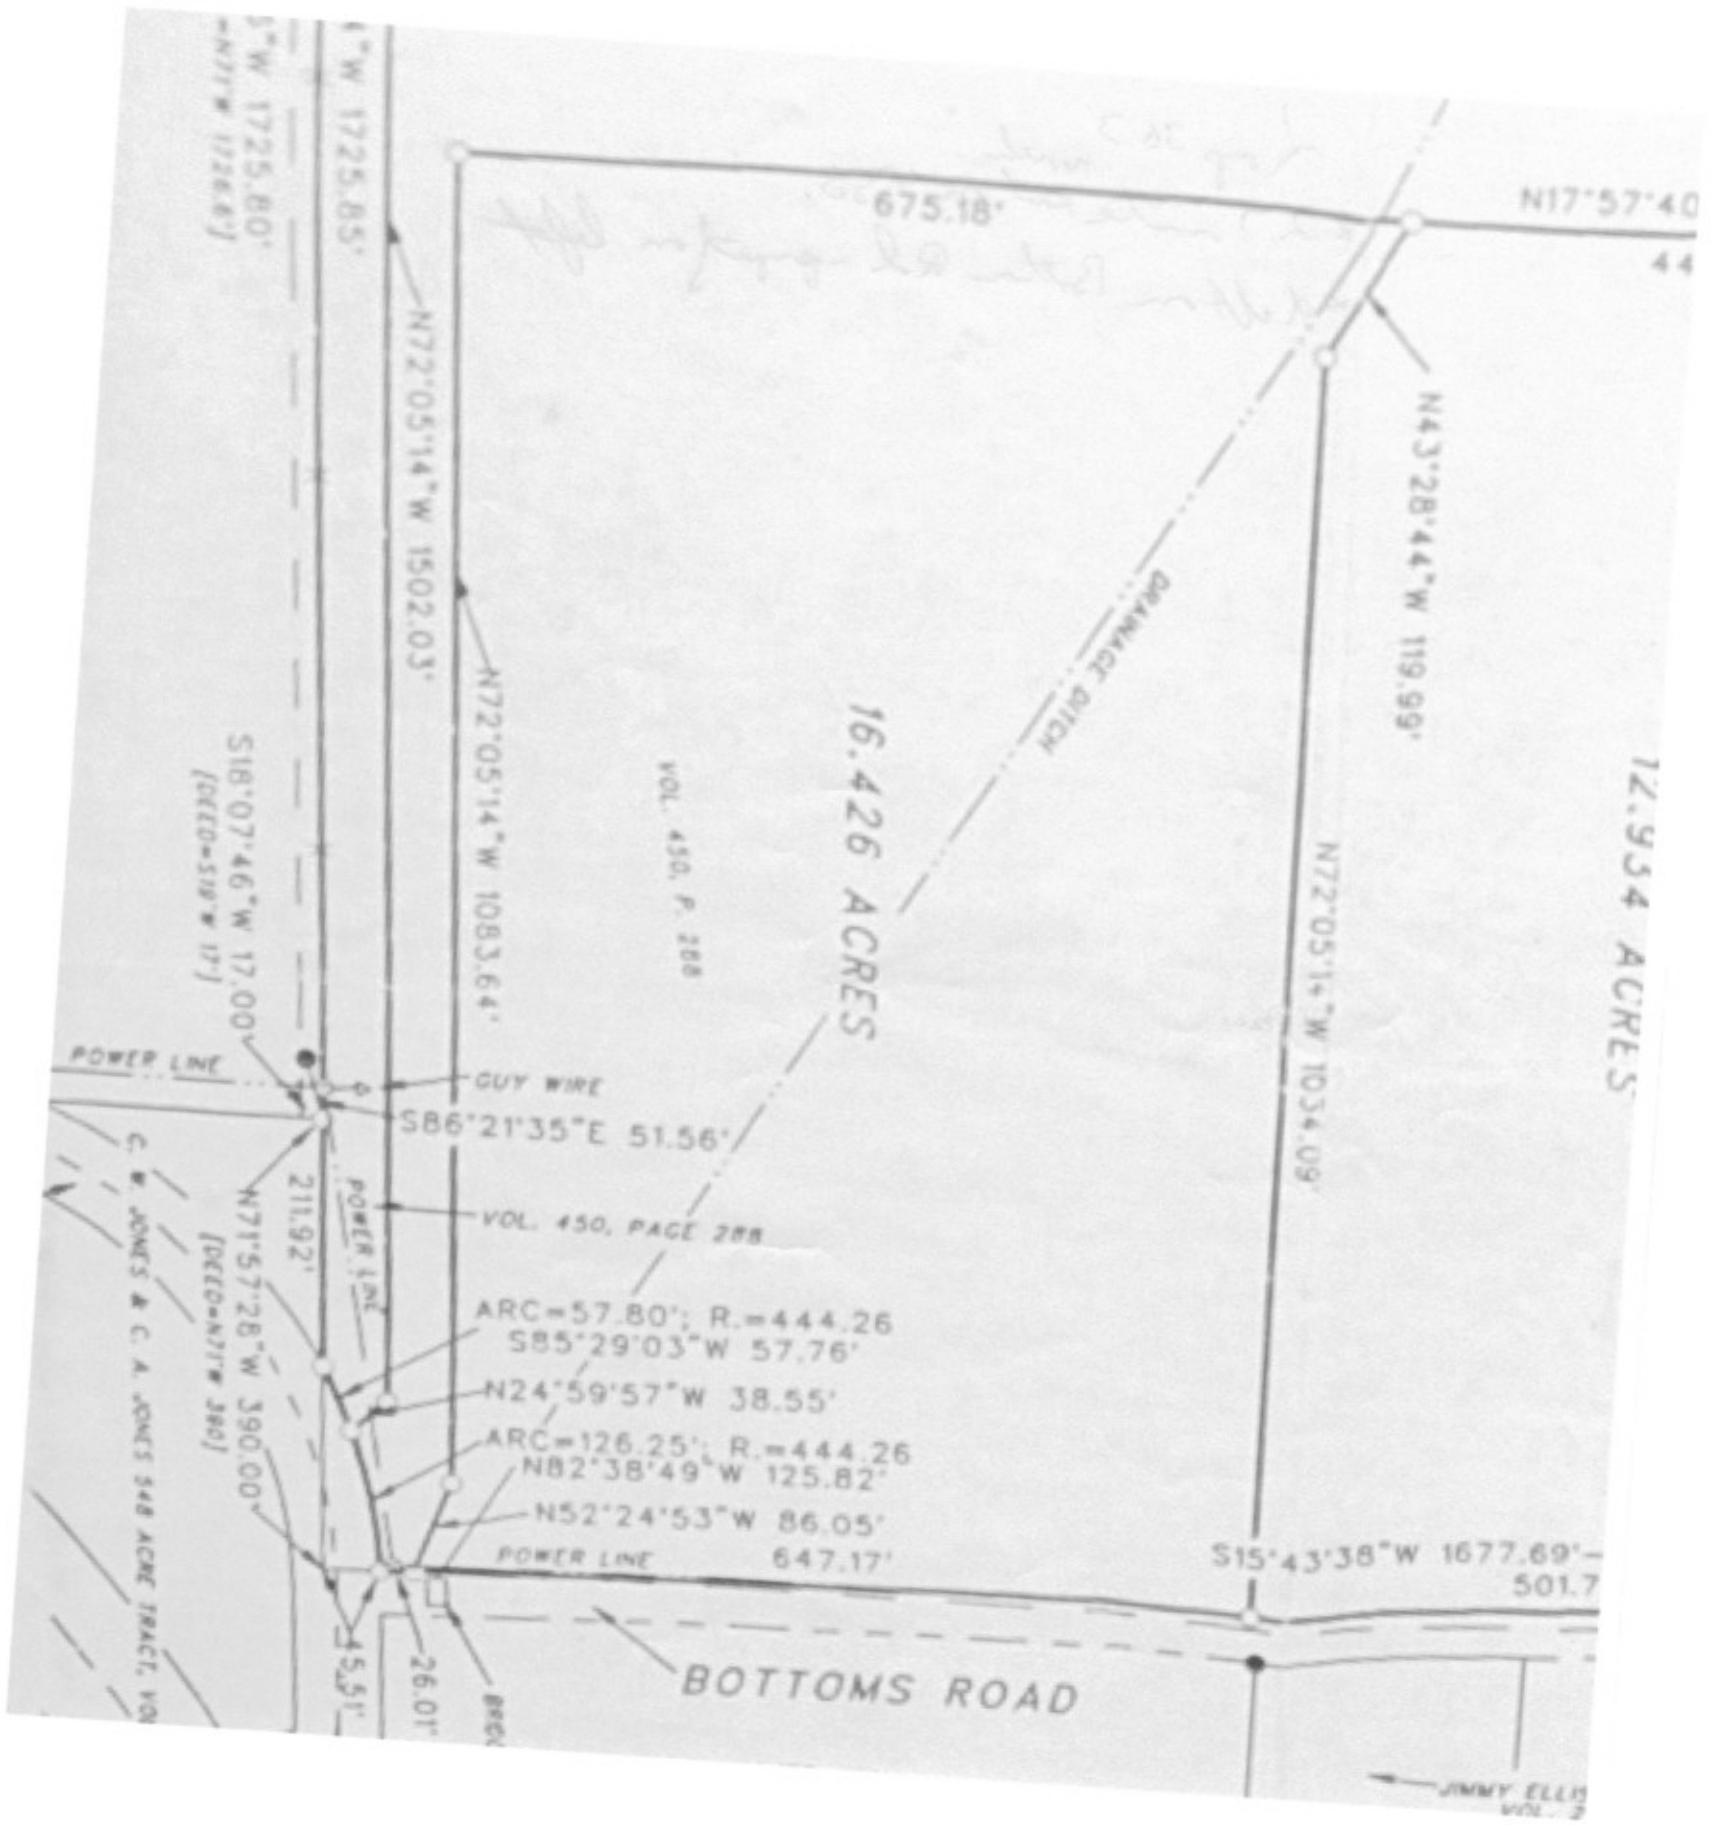 4"W 1725.85'
5"W 1725.80'
=N71°W 1726.6']
675.18'
N17°57'40
44
N72°05'14"W 1502.03'
N43°28'44"W 119.99'
DRAINAGE DITCH
N72°05'14"W 1083.64'
VOL. 450, P. 288
16.426 ACRES
12.934 ACRES
N72°05'14"W 1034.09'
S18°07'46"W 17.00'
[DEED=S18°W 17']
POWER LINE
GUY WIRE
S86°21'35"E 51.56'
211.92'
POWER LINE
VOL. 450, PAGE 288
N71°57'28"W 390.00'
[DEED=N71°W 390]
C. W. JONES & C. A. JONES 548 ACRE TRACT, VO
ARC=57.80'; R.=444.26
S85°29'03"W 57.76'
N24°59'57"W 38.55'
ARC=126.25'; R.=444.26
N82°38'49"W 125.82'
N52°24'53"W 86.05'
POWER LINE
647.17'
S15°43'38"W 1677.69'
501.7
45.51'
26.01'
BOTTOMS ROAD
JIMMY ELLIS
VOL. 2